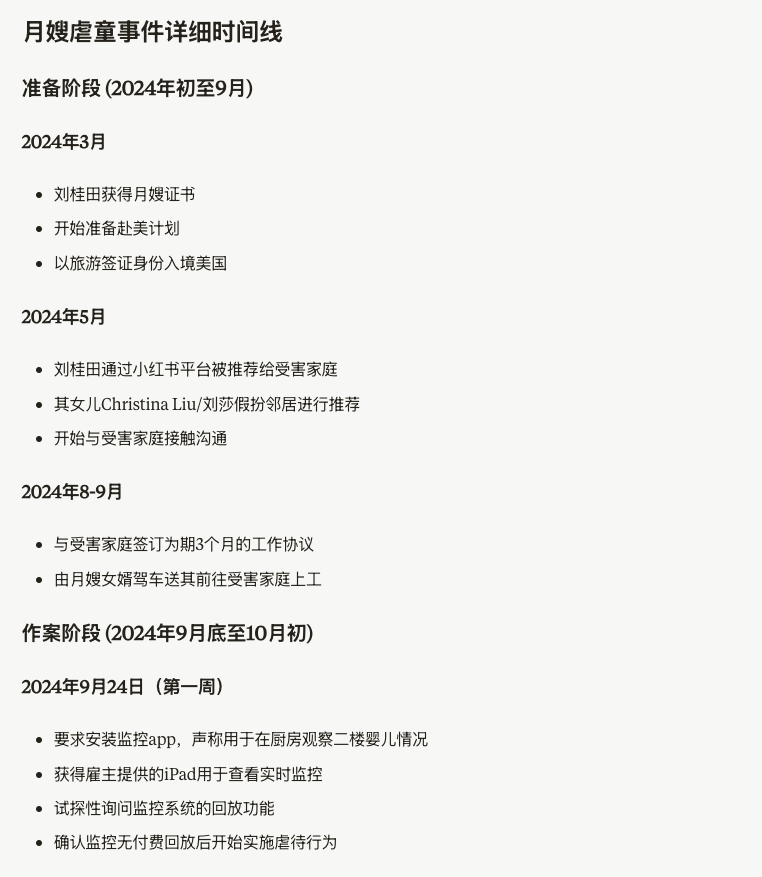 月嫂虐童事件详细时间线
准备阶段 (2024年初至9月)
2024年3月
• 刘桂田获得月嫂证书
• 开始准备赴美计划
• 以旅游签证身份入境美国
2024年5月
• 刘桂田通过小红书平台被推荐给受害家庭
• 其女儿Christina Liu/刘莎假扮邻居进行推荐
• 开始与受害家庭接触沟通
2024年8-9月
• 与受害家庭签订为期3个月的工作协议
• 由月嫂女婿驾车送其前往受害家庭上工
作案阶段 (2024年9月底至10月初)
2024年9月24日（第一周）
• 要求安装监控app，声称用于在厨房观察二楼婴儿情况
• 获得雇主提供的iPad用于查看实时监控
• 试探性询问监控系统的回放功能
• 确认监控无付费回放后开始实施虐待行为